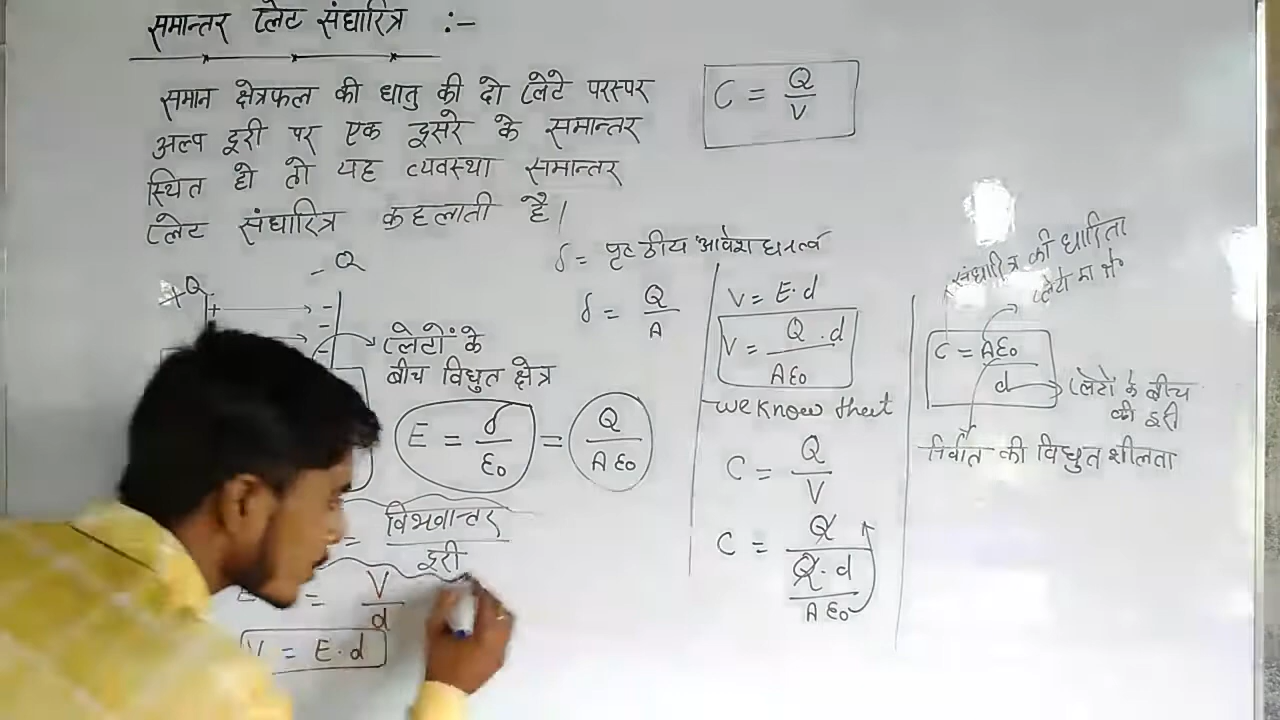 समान्तर प्लेट संधारित्र :-
समान क्षेत्रफल की धातु की दो प्लेटे परस्पर
अल्प दूरी पर एक दूसरे के समान्तर
स्थित हो तो यह व्यवस्था समान्तर
प्लेट संधारित्र कहलाती है।
C = Q/V
+Q
- Q
प्लेटों के
बीच विधुत क्षेत्र
E = σ/ε₀ = Q/Aε₀
= विभवान्तर/दूरी
E = V/d
V = E·d
σ = पृष्ठीय आवेश घनत्व
σ = Q/A
V = E·d
V = Q·d/Aε₀
we know that
C = Q/V
C = Q/(Q·d/Aε₀)
संधारित्र की धारिता
प्लेटों का क्षे०
C = Aε₀/d
प्लेटों के बीच
की दूरी
निर्वात की विधुत शीलता